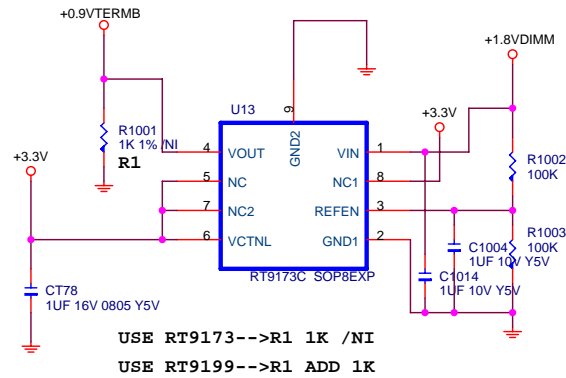 +0.9VTERMB
+1.8VDIMM
U13
9
+3.3V
R1001
1K 1% /NI
R1
GND2
4 VOUT VIN 1
+3.3V
5 NC NC1 8
R1002
100K
7 NC2 REFEN 3
6 VCTNL GND1 2
R1003
100K
C1004
1UF 10V Y5V
RT9173C SOP8EXP
C1014
1UF 10V Y5V
CT78
1UF 16V 0805 Y5V
USE RT9173-->R1 1K /NI
USE RT9199-->R1 ADD 1K